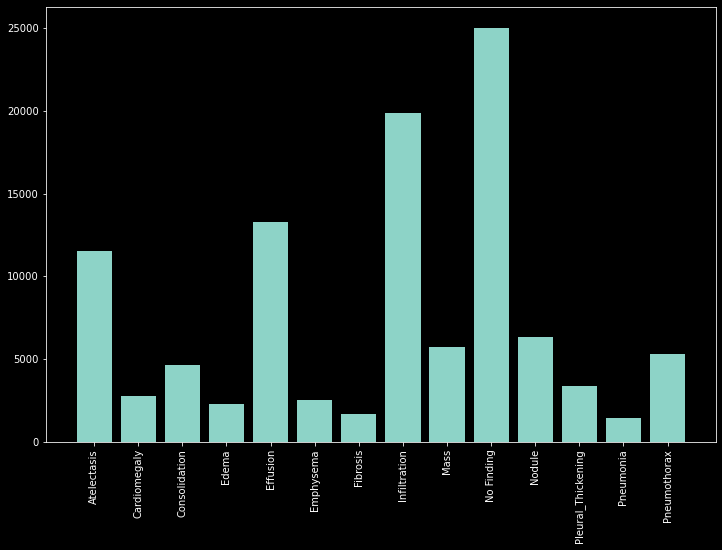 25000
20000
15000
10000
5000
0
Atelectasis
Cardiomegaly
Consolidation
Edema
Effusion
Emphysema
Fibrosis
Infiltration
Mass
No Finding
Nodule
Pleural_Thickening
Pneumonia
Pneumothorax